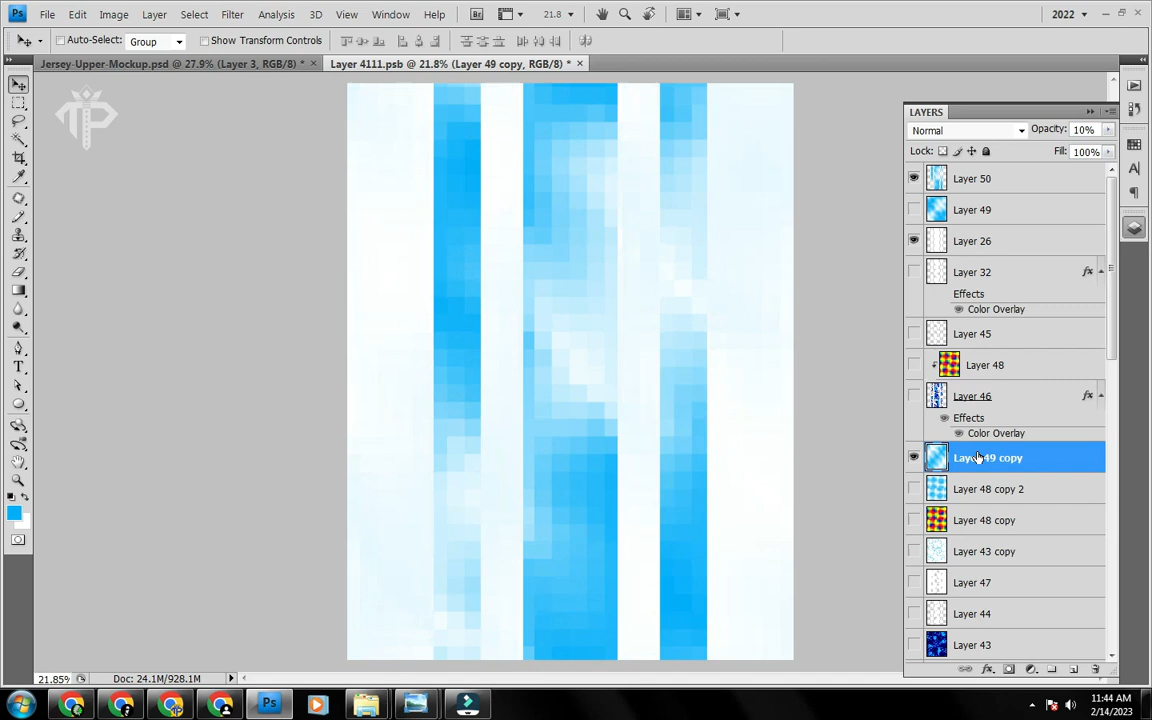 Ps File Edit Image Layer Select Filter Analysis 3D View Window Help Br 21.8 2022
Auto-Select: Group Show Transform Controls
Jersey-Upper-Mockup.psd @ 27.9% (Layer 3, RGB/8) * × Layer 4111.psb @ 21.8% (Layer 49 copy, RGB/8) * ×
LAYERS
Normal Opacity: 10%
Lock: Fill: 100%
Layer 50
Layer 49
Layer 26
Layer 32 fx
Effects
Color Overlay
Layer 45
Layer 48
Layer 46 fx
Effects
Color Overlay
Layer 49 copy
Layer 48 copy 2
Layer 48 copy
Layer 43 copy
Layer 47
Layer 44
Layer 43
21.85% Doc: 24.1M/928.1M
Ps
11:44 AM
2/14/2023